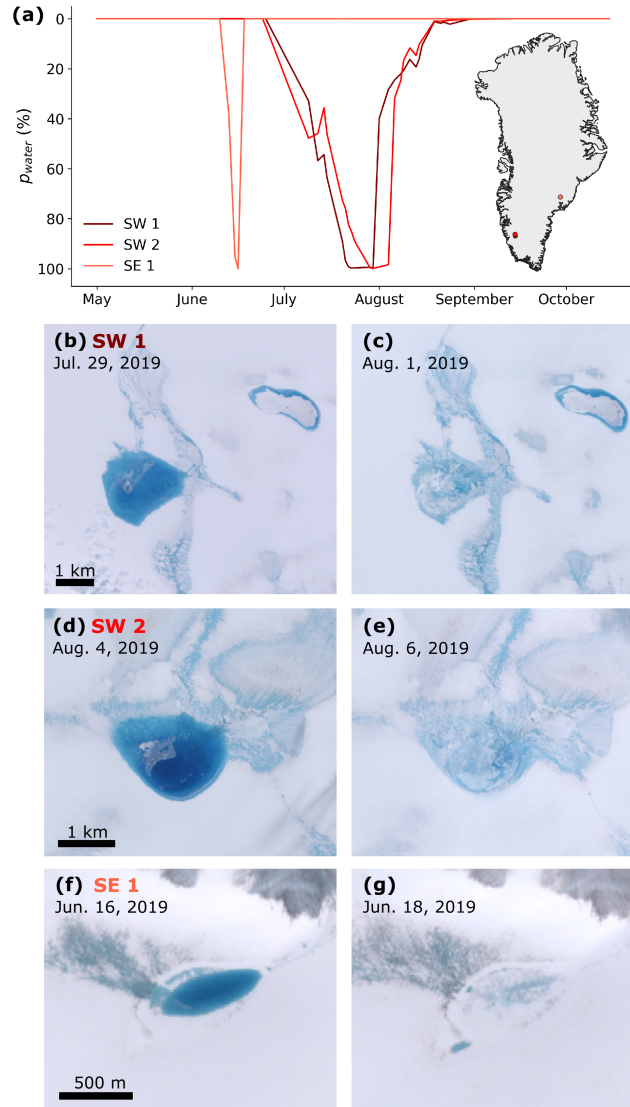 (a)
0
20
40
60
80
100
p_water (%)
SW 1
SW 2
SE 1
May June July August September October
(b) SW 1
Jul. 29, 2019
1 km
(c)
Aug. 1, 2019
(d) SW 2
Aug. 4, 2019
1 km
(e)
Aug. 6, 2019
(f) SE 1
Jun. 16, 2019
500 m
(g)
Jun. 18, 2019